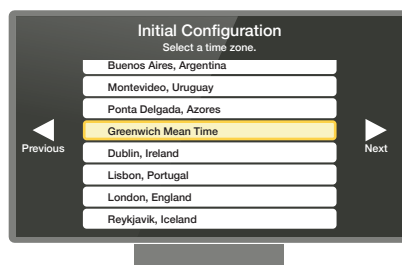 Initial Configuration
Select a time zone.
Buenos Aires, Argentina
Montevideo, Uruguay
Ponta Delgada, Azores
Greenwich Mean Time
Dublin, Ireland
Lisbon, Portugal
London, England
Reykjavik, Iceland
Previous
Next